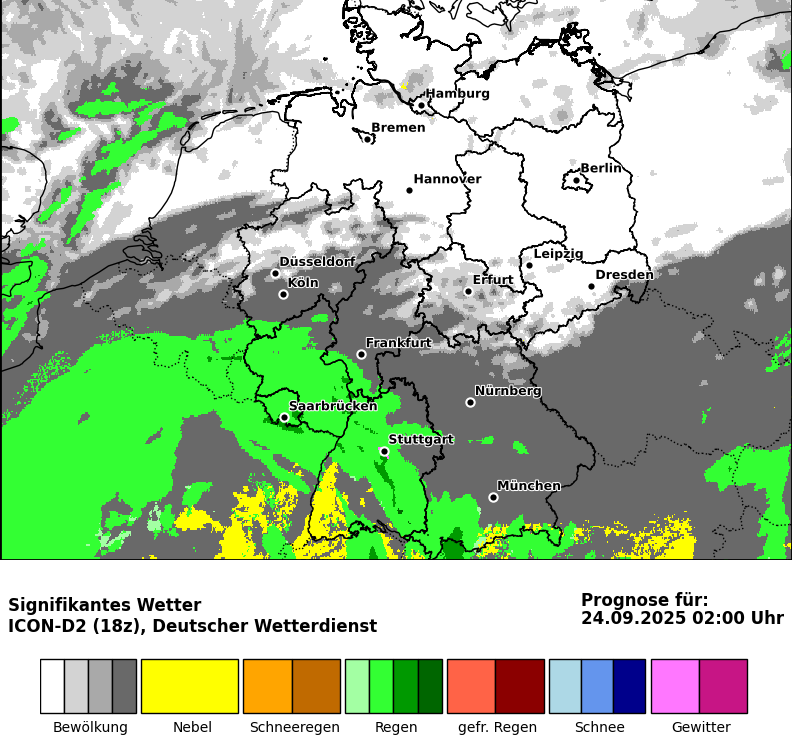 Hamburg
Bremen
Berlin
Hannover
Leipzig
Düsseldorf
Dresden
Köln
Erfurt
Frankfurt
Nürnberg
Saarbrücken
Stuttgart
München
Signifikantes Wetter
ICON-D2 (18z), Deutscher Wetterdienst
Prognose für:
24.09.2025 02:00 Uhr
Bewölkung Nebel Schneeregen Regen gefr. Regen Schnee Gewitter